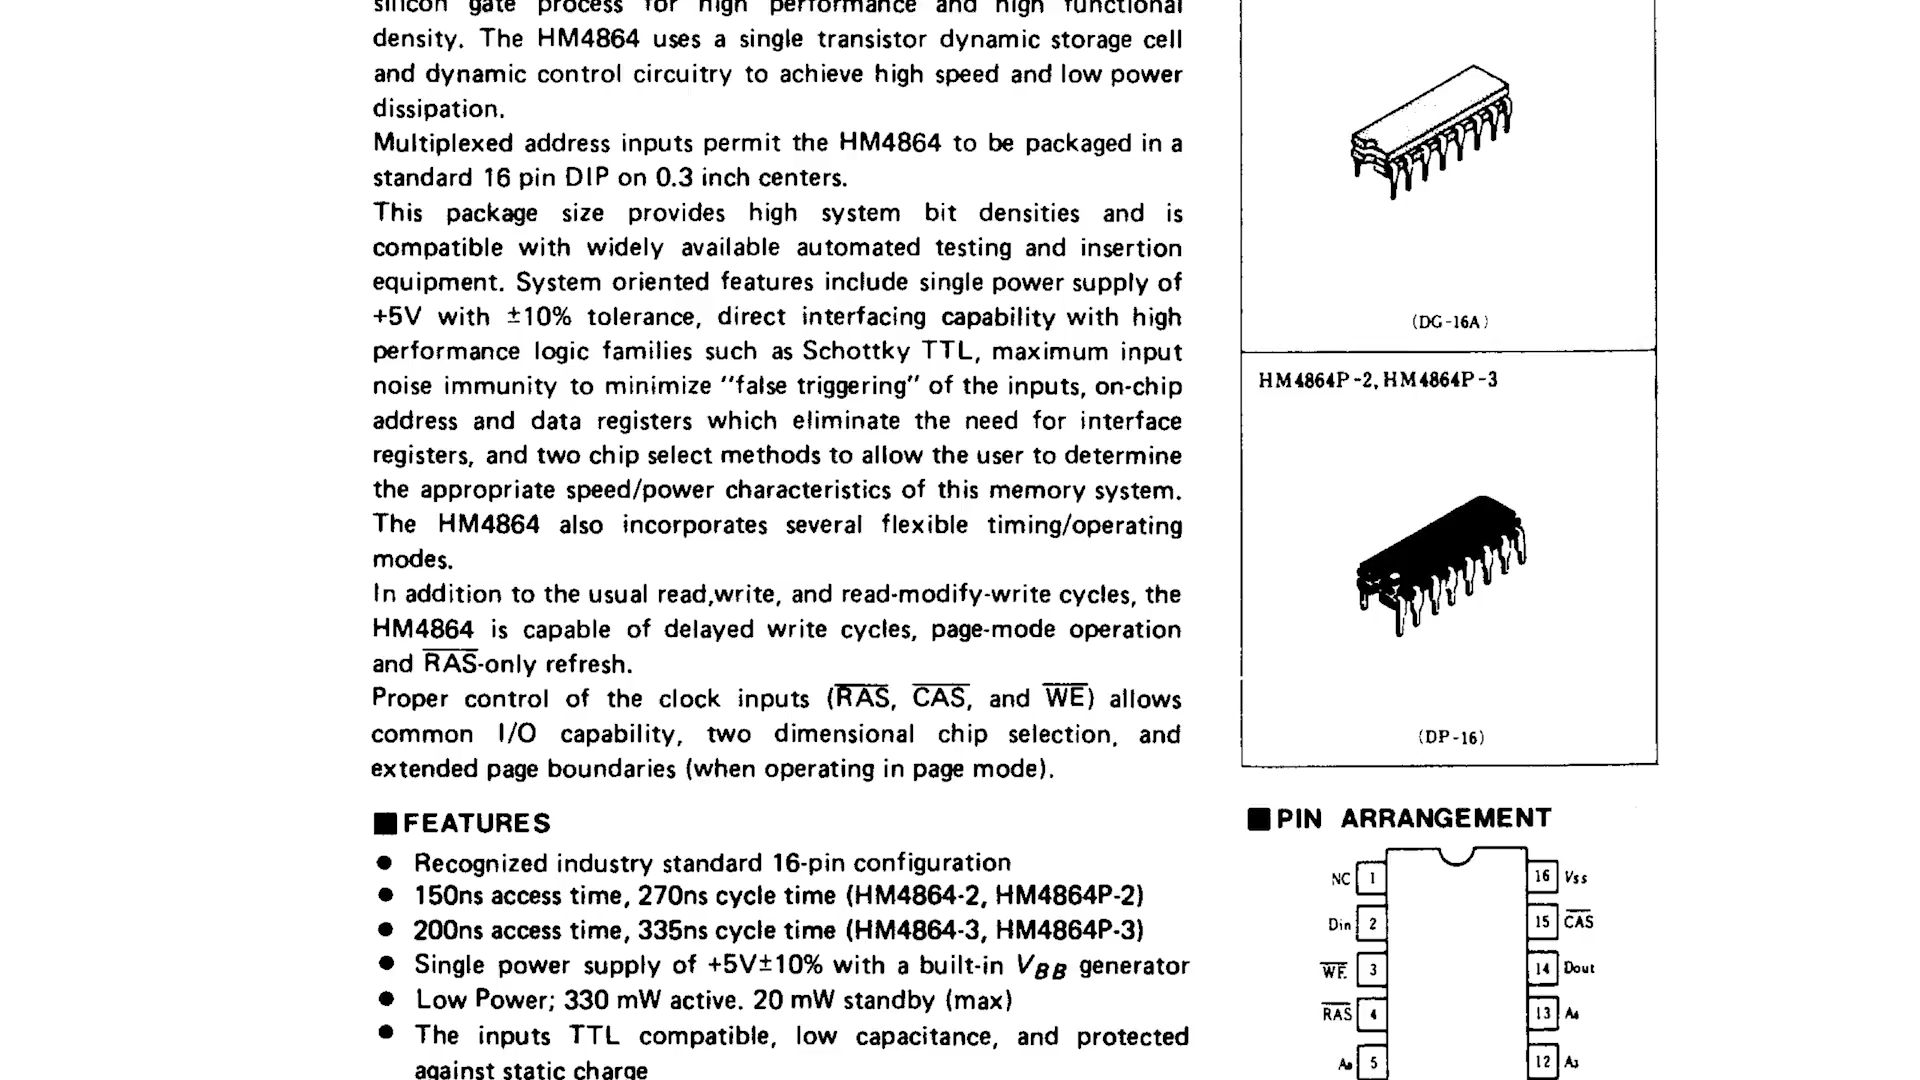 silicon gate process for high performance and high functional
density. The HM4864 uses a single transistor dynamic storage cell
and dynamic control circuitry to achieve high speed and low power
dissipation.
Multiplexed address inputs permit the HM4864 to be packaged in a
standard 16 pin DIP on 0.3 inch centers.
This package size provides high system bit densities and is
compatible with widely available automated testing and insertion
equipment. System oriented features include single power supply of
+5V with ±10% tolerance, direct interfacing capability with high
performance logic families such as Schottky TTL, maximum input
noise immunity to minimize "false triggering" of the inputs, on-chip
address and data registers which eliminate the need for interface
registers, and two chip select methods to allow the user to determine
the appropriate speed/power characteristics of this memory system.
The HM4864 also incorporates several flexible timing/operating
modes.
In addition to the usual read,write, and read-modify-write cycles, the
HM4864 is capable of delayed write cycles, page-mode operation
and R̅A̅S̅-only refresh.
Proper control of the clock inputs (R̅A̅S̅, C̅A̅S̅, and W̅E̅) allows
common I/O capability, two dimensional chip selection, and
extended page boundaries (when operating in page mode).
■FEATURES
● Recognized industry standard 16-pin configuration
● 150ns access time, 270ns cycle time (HM4864-2, HM4864P-2)
● 200ns access time, 335ns cycle time (HM4864-3, HM4864P-3)
● Single power supply of +5V±10% with a built-in VBB generator
● Low Power; 330 mW active. 20 mW standby (max)
● The inputs TTL compatible, low capacitance, and protected
against static charge
(DG-16A)
HM4864P-2, HM4864P-3
(DP-16)
■PIN ARRANGEMENT
NC 1 16 Vss
Din 2 15 C̅A̅S̅
W̅E̅ 3 14 Dout
R̅A̅S̅ 4 13
5 12 A3